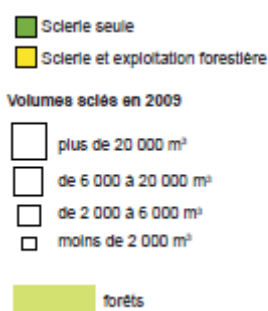 Scierie seule
Scierie et exploitation forestière
Volumes sciés en 2009
plus de 20 000 m³
de 6 000 à 20 000 m³
de 2 000 à 6 000 m³
moins de 2 000 m³
forêts